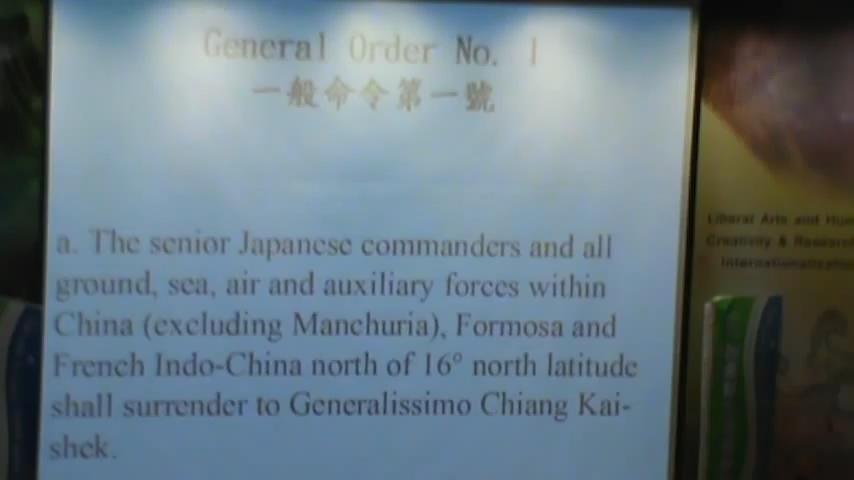 General Order No. 1
一般命令第一號
a. The senior Japanese commanders and all
ground, sea, air and auxiliary forces within
China (excluding Manchuria), Formosa and
French Indo-China north of 16° north latitude
shall surrender to Generalissimo Chiang Kai-
shek.
Liberal Arts and
Creativity & Research